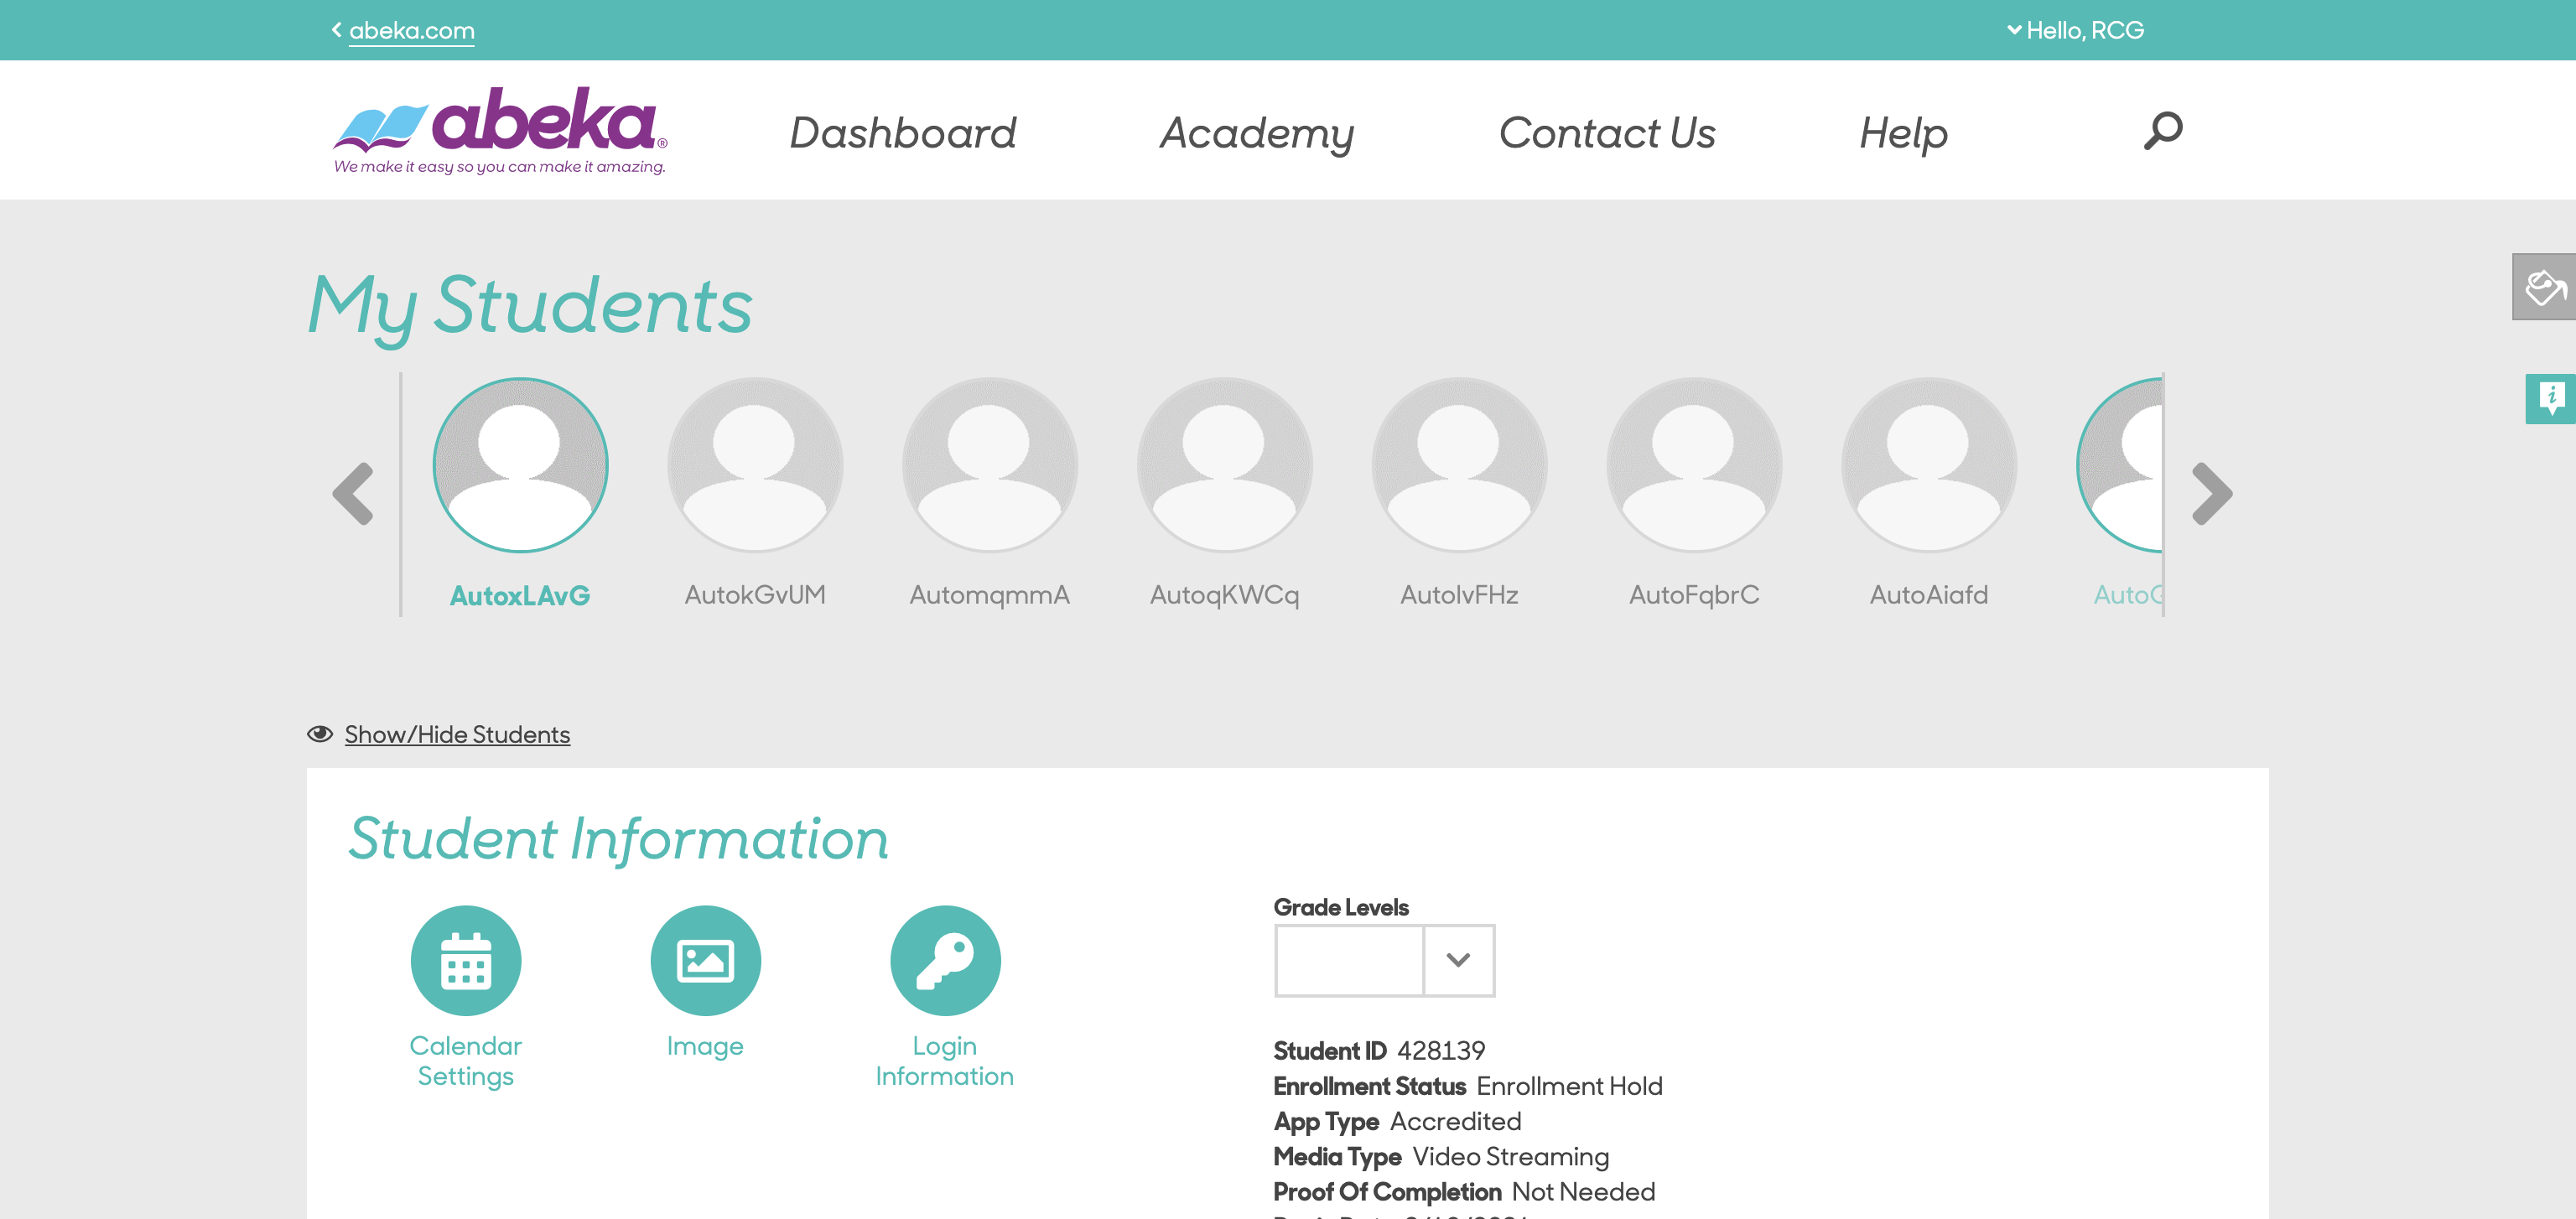 abeka.com
Hello, RCG
abeka®
We make it easy so you can make it amazing.
Dashboard
Academy
Contact Us
Help
My Students
AutoxLAvG
AutokGvUM
AutomqmmA
AutoqKWCq
AutoFqbrC
AutoAiafd
Show/Hide Students
Student Information
Calendar
Settings
Image
Login
Information
Grade Levels
Student ID 428139
Enrollment Status Enrollment Hold
App Type Accredited
Media Type Video Streaming
Proof Of Completion Not Needed